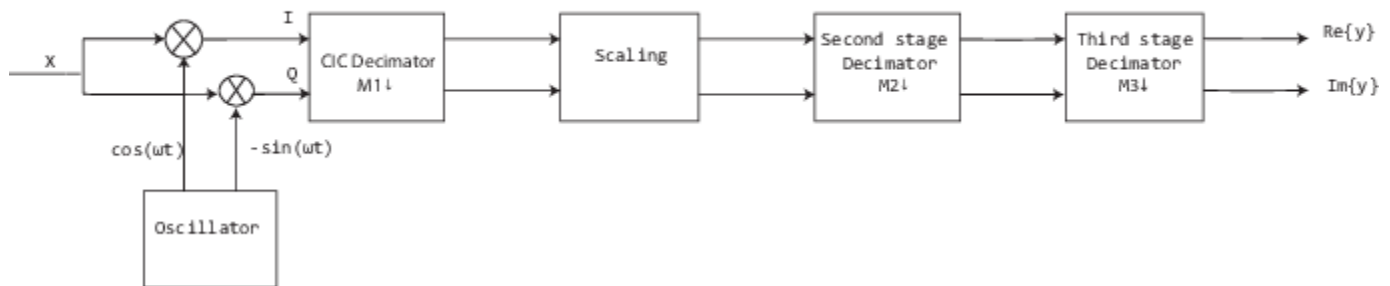 X
I
Q
cos(ωt)
-sin(ωt)
Oscillator
CIC Decimator
M1↓
Scaling
Second stage
Decimator
M2↓
Third stage
Decimator
M3↓
Re{y}
Im{y}